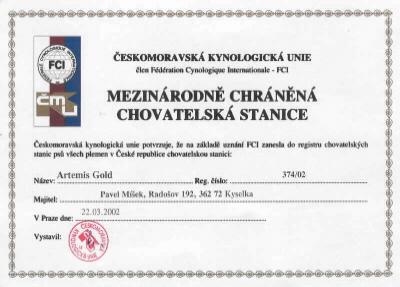 FCI
ČMKU
ČESKOMORAVSKÁ KYNOLOGICKÁ UNIE
člen Fédération Cynologique Internationale - FCI
MEZINÁRODNĚ CHRÁNĚNÁ
CHOVATELSKÁ STANICE
Českomoravská kynologická unie potvrzuje, že na základě uznání FCI zanesla do registru chovatelských
stanic psů všech plemen v České republice chovatelskou stanici:
Název: Artemis Gold Reg. číslo: 374/02
Majitel: Pavel Míšek, Radošov 192, 362 72 Kyselka
V Praze dne: 22.03.2002
Vystavil: